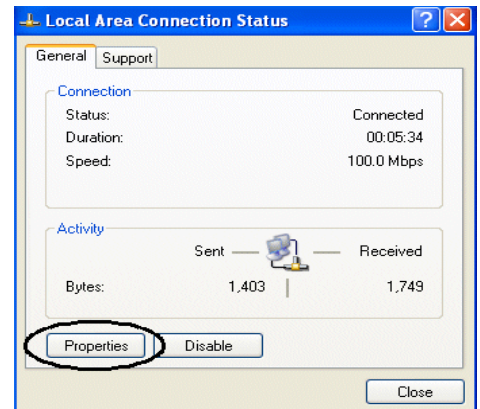 Local Area Connection Status
General Support
Connection
Status: Connected
Duration: 00:05:34
Speed: 100.0 Mbps
Activity
Sent Received
Bytes: 1,403 1,749
Properties Disable
Close